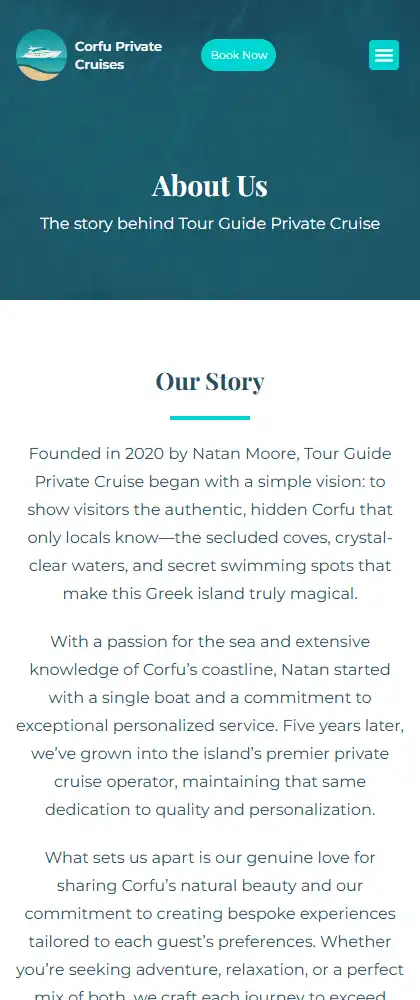 Corfu Private
Cruises
Book Now
About Us
The story behind Tour Guide Private Cruise
Our Story
Founded in 2020 by Natan Moore, Tour Guide
Private Cruise began with a simple vision: to
show visitors the authentic, hidden Corfu that
only locals know—the secluded coves, crystal-
clear waters, and secret swimming spots that
make this Greek island truly magical.
With a passion for the sea and extensive
knowledge of Corfu’s coastline, Natan started
with a single boat and a commitment to
exceptional personalized service. Five years later,
we’ve grown into the island’s premier private
cruise operator, maintaining that same
dedication to quality and personalization.
What sets us apart is our genuine love for
sharing Corfu’s natural beauty and our
commitment to creating bespoke experiences
tailored to each guest’s preferences. Whether
you’re seeking adventure, relaxation, or a perfect
mix of both, we craft each journey to exceed